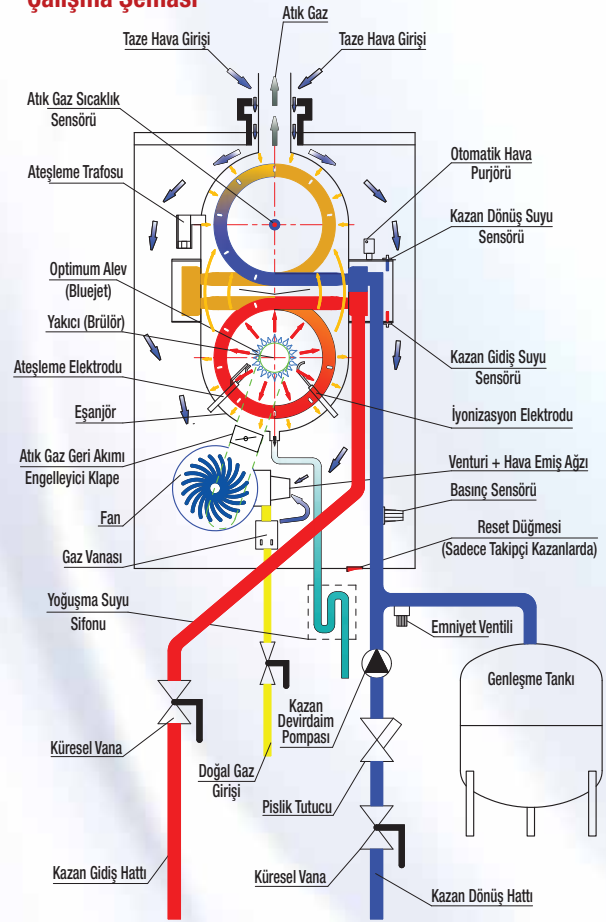 Çalışma Şeması
Atık Gaz
Taze Hava Girişi
Taze Hava Girişi
Atık Gaz Sıcaklık
Sensörü
Otomatik Hava
Purjörü
Ateşleme Trafosu
Kazan Dönüş Suyu
Sensörü
Optimum Alev
(Bluejet)
Yakıcı (Brülör)
Ateşleme Elektrodu
Kazan Gidiş Suyu
Sensörü
Eşanjör
İyonizasyon Elektrodu
Atık Gaz Geri Akımı
Engelleyici Klape
Venturi + Hava Emiş Ağzı
Basınç Sensörü
Fan
Reset Düğmesi
(Sadece Takipçi Kazanlarda)
Gaz Vanası
Yoğuşma Suyu
Sifonu
Emniyet Ventili
Genleşme Tankı
Kazan
Devirdaim
Pompası
Küresel Vana
Doğal Gaz
Girişi
Pislik Tutucu
Kazan Gidiş Hattı
Küresel Vana
Kazan Dönüş Hattı